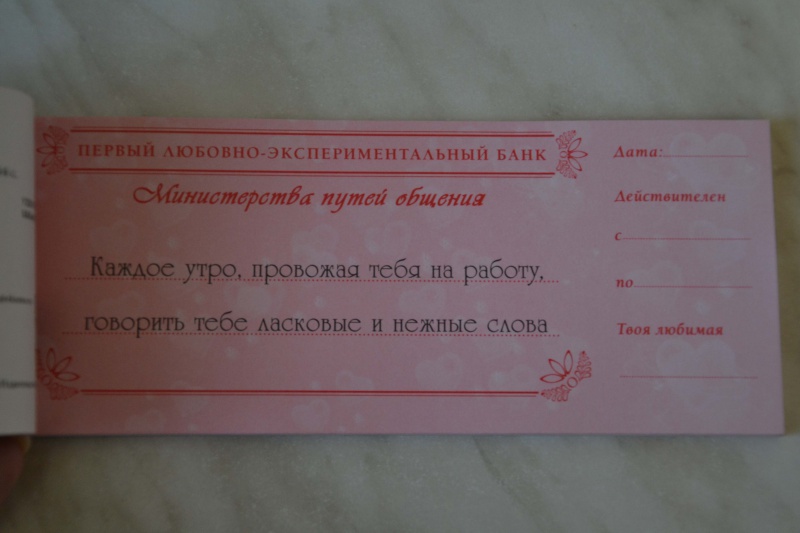 ПЕРВЫЙ ЛЮБОВНО-ЭКСПЕРИМЕНТАЛЬНЫЙ БАНК
Министерства путей общения
Каждое утро, провожая тебя на работу,
говорить тебе ласковые и нежные слова
Дата:
Действителен
с
по
Твоя любимая